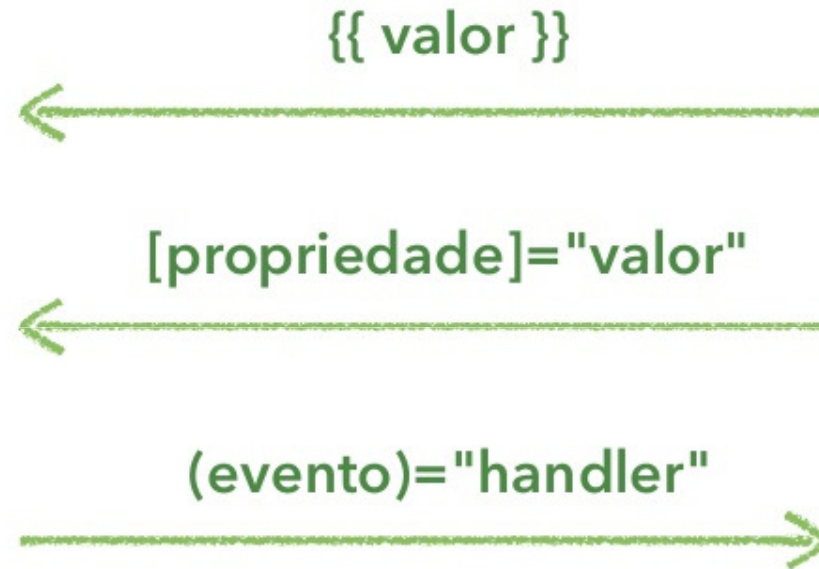 {{ valor }}
[propriedade]="valor"
(evento)="handler"